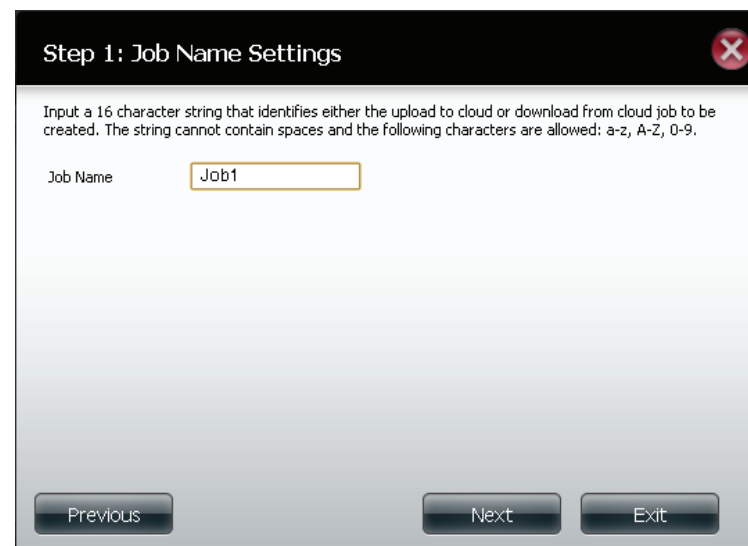 Step 1: Job Name Settings
Input a 16 character string that identifies either the upload to cloud or download from cloud job to be
created. The string cannot contain spaces and the following characters are allowed: a-z, A-Z, 0-9.
Job Name Job1
Previous Next Exit